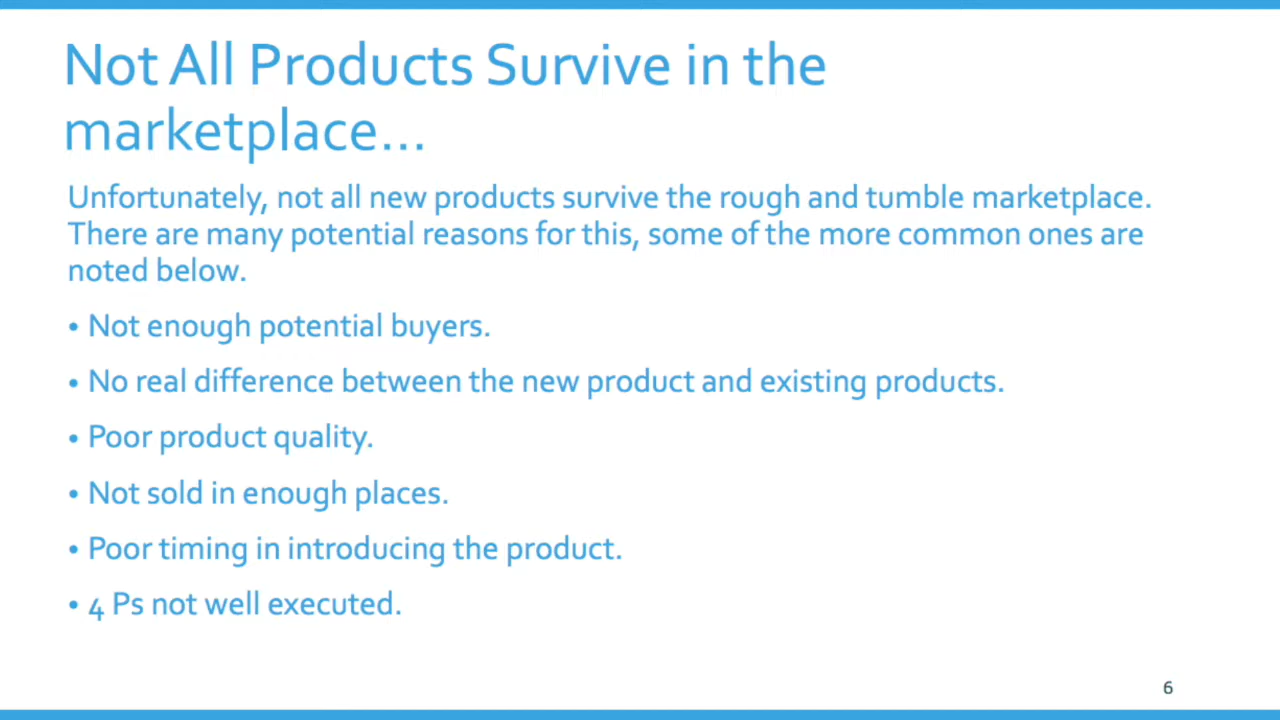 Not All Products Survive in the
marketplace...
Unfortunately, not all new products survive the rough and tumble marketplace.
There are many potential reasons for this, some of the more common ones are
noted below.
• Not enough potential buyers.
• No real difference between the new product and existing products.
• Poor product quality.
• Not sold in enough places.
• Poor timing in introducing the product.
• 4 Ps not well executed.
6